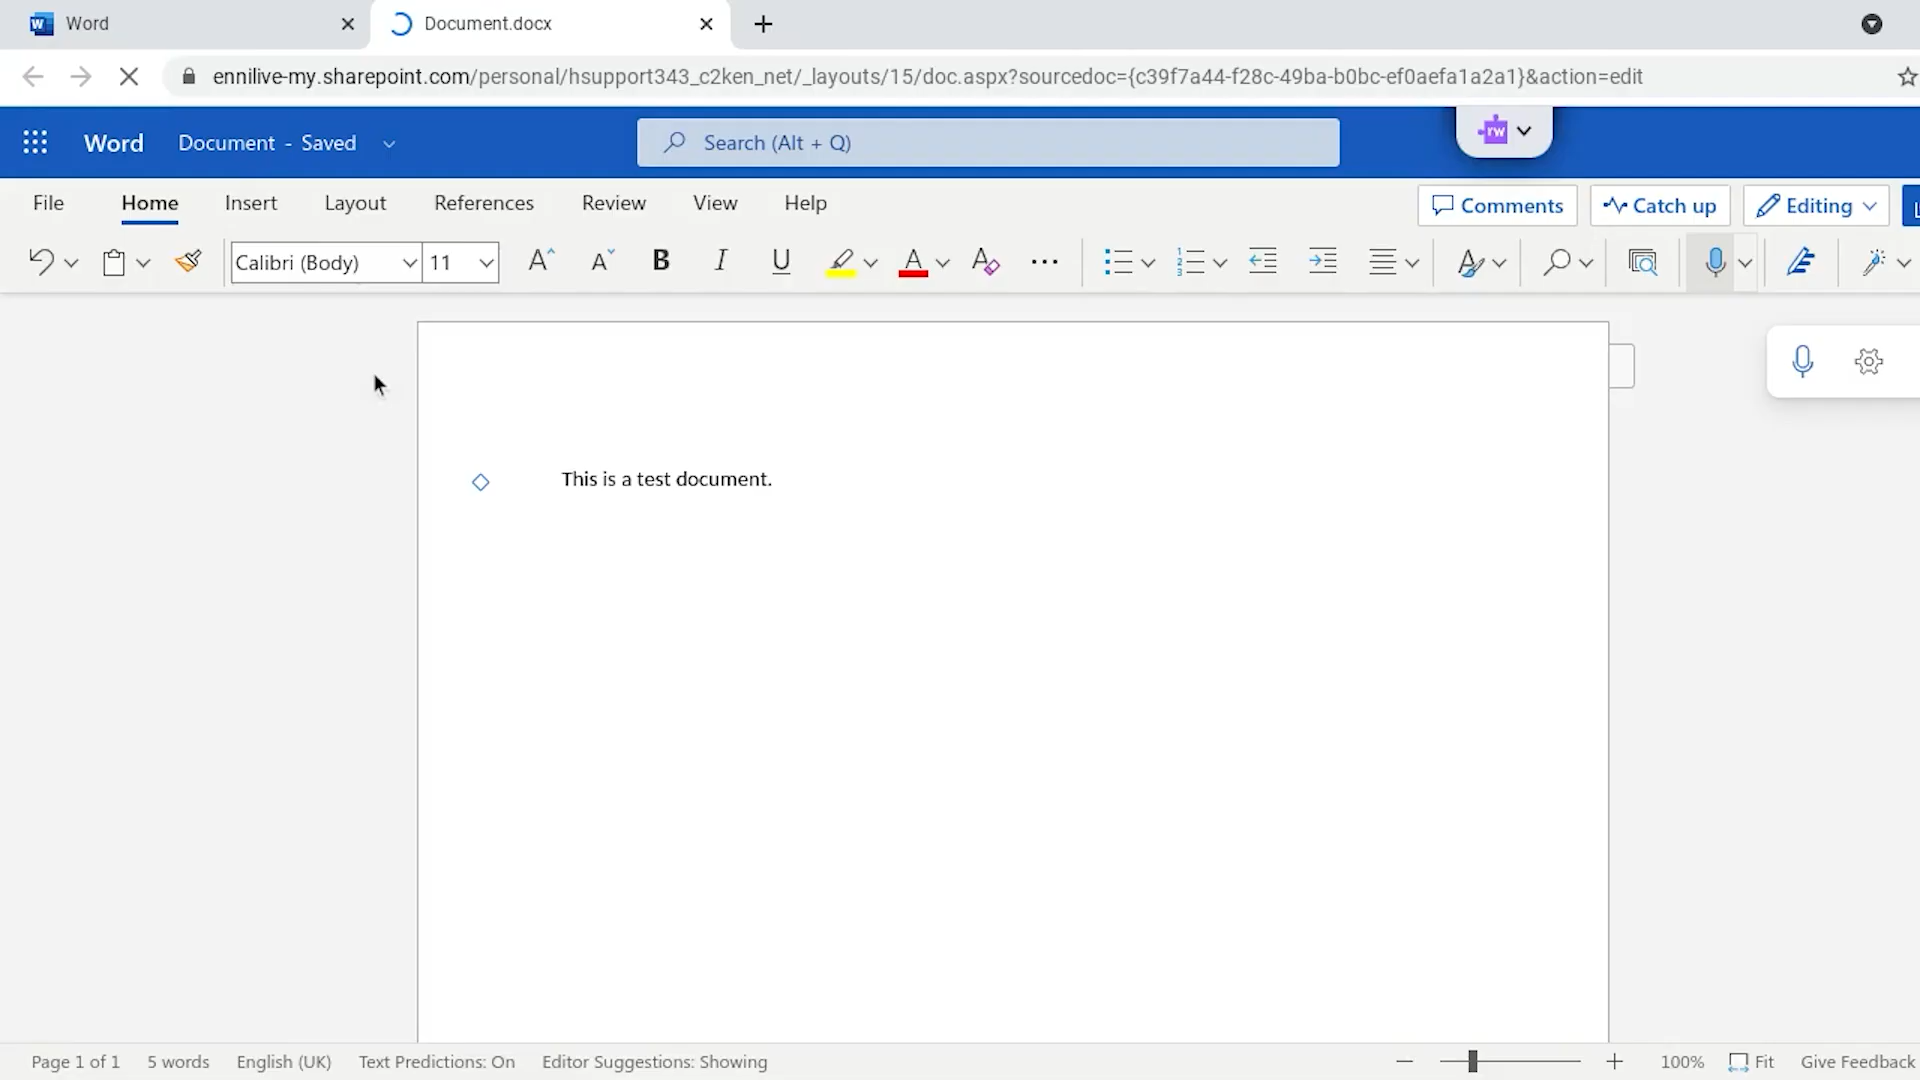 Word
Document.docx
ennilive-my.sharepoint.com/personal/hsupport343_c2ken_net/_layouts/15/doc.aspx?sourcedoc={c39f7a44-f28c-49ba-b0bc-ef0aefa1a2a1}&action=edit
Word Document - Saved Search (Alt + Q) rw
File Home Insert Layout References Review View Help Comments Catch up Editing
Calibri (Body) 11
This is a test document.
Page 1 of 1 5 words English (UK) Text Predictions: On Editor Suggestions: Showing 100% Fit Give Feedback